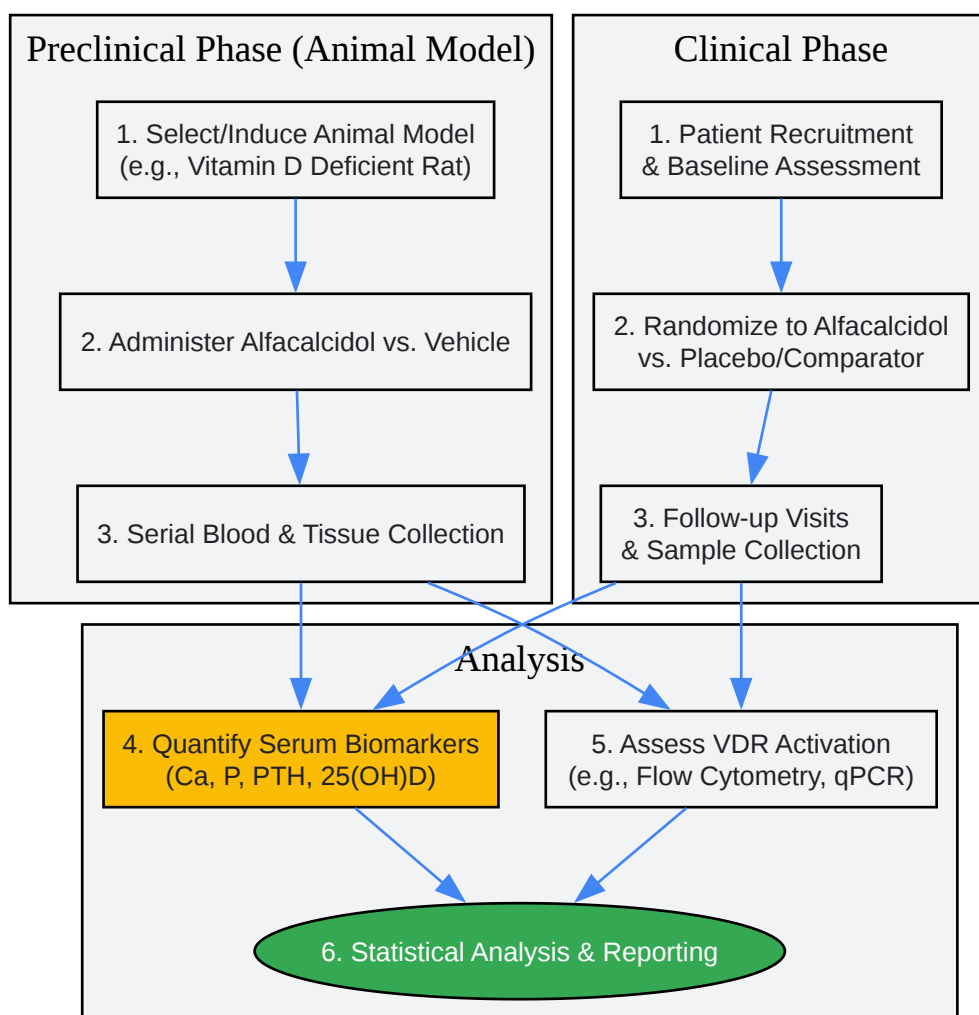 Preclinical Phase (Animal Model)
1. Select/Induce Animal Model
(e.g., Vitamin D Deficient Rat)
2. Administer Alfacalcidol vs. Vehicle
3. Serial Blood & Tissue Collection
Clinical Phase
1. Patient Recruitment
& Baseline Assessment
2. Randomize to Alfacalcidol
vs. Placebo/Comparator
3. Follow-up Visits
& Sample Collection
Analysis
4. Quantify Serum Biomarkers
(Ca, P, PTH, 25(OH)D)
5. Assess VDR Activation
(e.g., Flow Cytometry, qPCR)
6. Statistical Analysis & Reporting